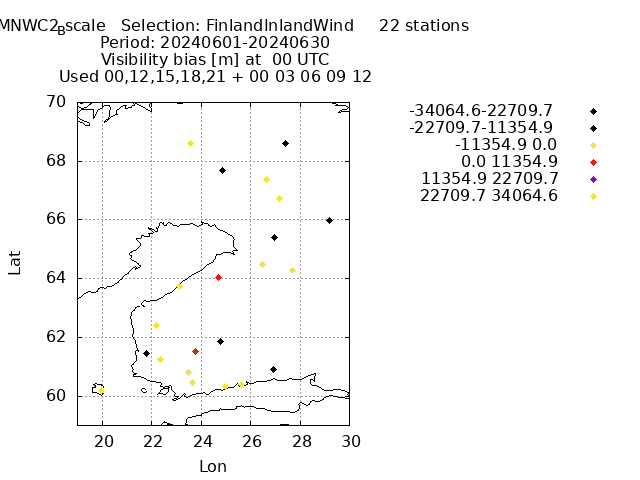 MNWC2Bscale Selection: FinlandInlandWind 22 stations
Period: 20240601-20240630
Visibility bias [m] at 00 UTC
Used 00,12,15,18,21 + 00 03 06 09 12
-34064.6-22709.7
-22709.7-11354.9
-11354.9 0.0
0.0 11354.9
11354.9 22709.7
22709.7 34064.6
70
68
66
64
62
60
Lat
20 22 24 26 28 30
Lon